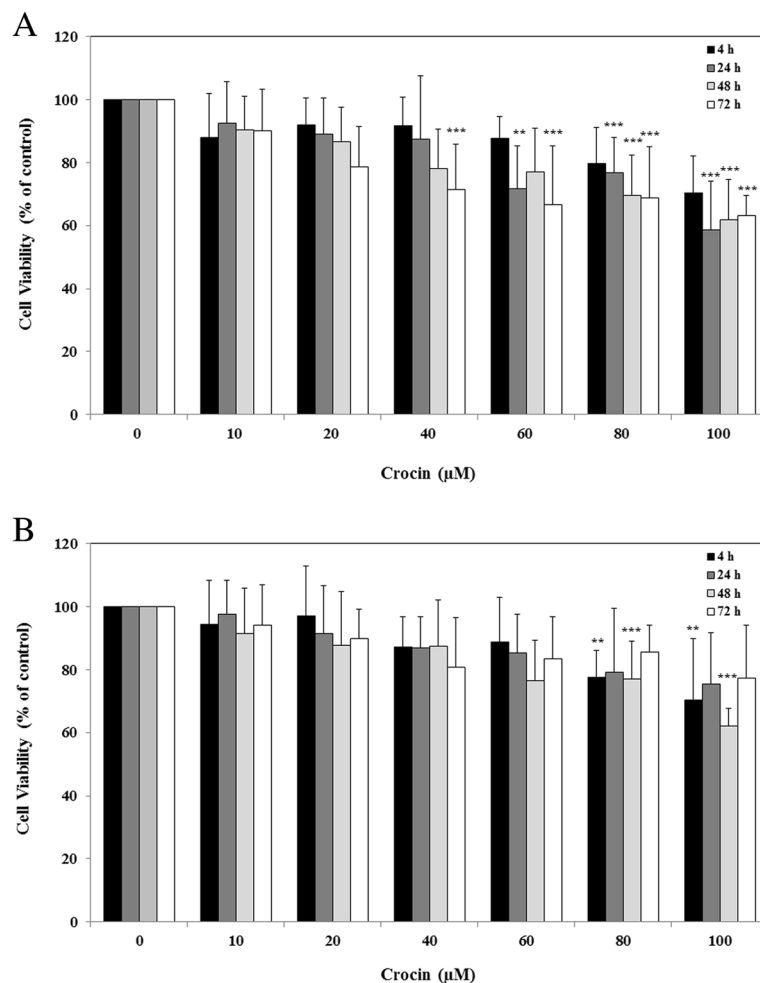 A
120
100
80
60
40
20
0
Cell Viability (% of control)
4 h
24 h
48 h
72 h
*** ** *** *** *** *** *** *** ***
0 10 20 40 60 80 100
Crocin (µM)
B
120
100
80
60
40
20
0
Cell Viability (% of control)
4 h
24 h
48 h
72 h
** *** ** ***
0 10 20 40 60 80 100
Crocin (µM)